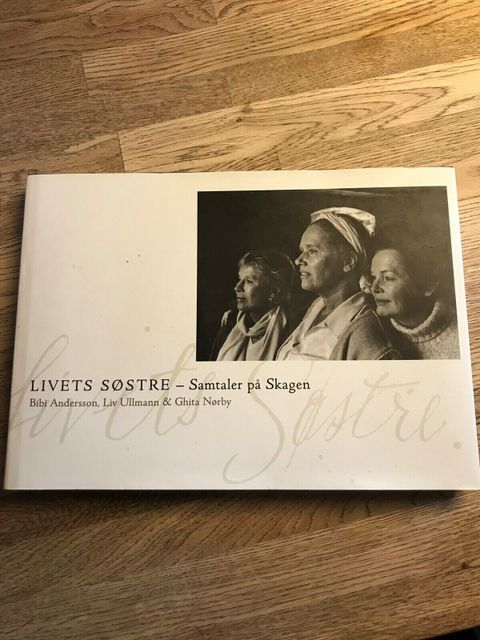 LIVETS SØSTRE – Samtaler på Skagen
Bibi Andersson, Liv Ullmann & Ghita Nørby
Livets Søstre.